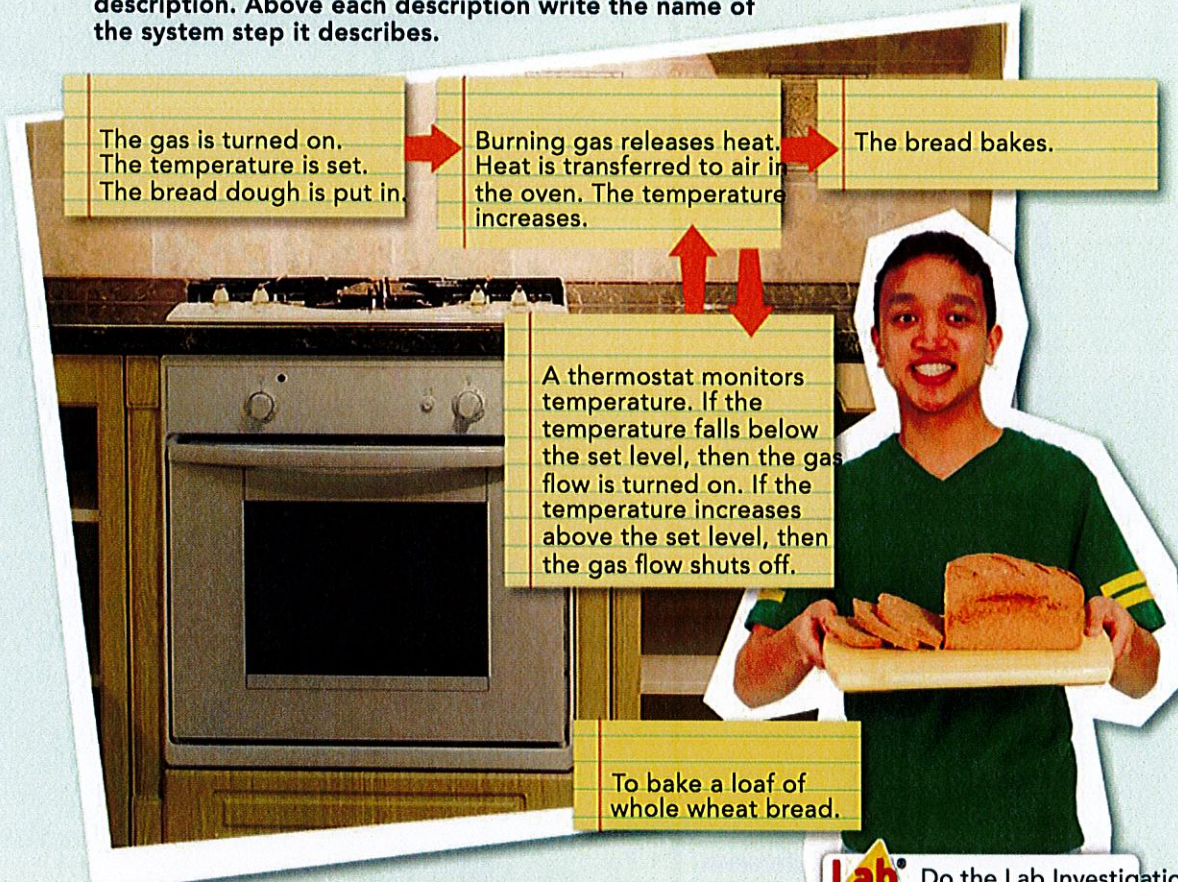 description. Above each description write the name of
the system step it describes.
The gas is turned on.
The temperature is set.
The bread dough is put in.
Burning gas releases heat.
Heat is transferred to air in
the oven. The temperature
increases.
The bread bakes.
A thermostat monitors
temperature. If the
temperature falls below
the set level, then the gas
flow is turned on. If the
temperature increases
above the set level, then
the gas flow shuts off.
To bake a loaf of
whole wheat bread.
Lab® Do the Lab Investigation